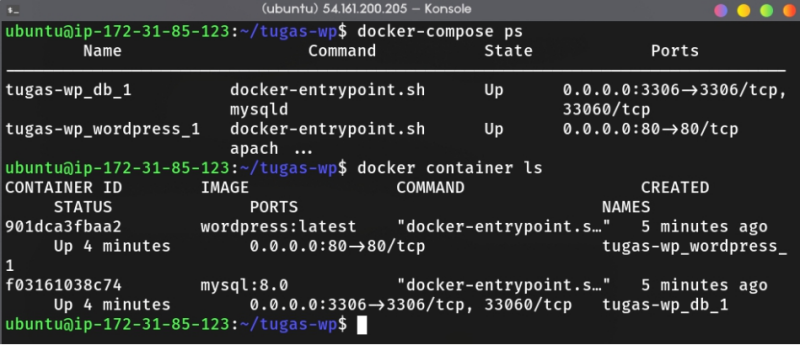 (ubuntu) 54.161.200.205 — Konsole
ubuntu@ip-172-31-85-123:~/tugas-wp$ docker-compose ps
Name Command State Ports
tugas-wp_db_1 docker-entrypoint.sh Up 0.0.0.0:3306->3306/tcp,
mysqld 33060/tcp
tugas-wp_wordpress_1 docker-entrypoint.sh Up 0.0.0.0:80->80/tcp
apach ...
ubuntu@ip-172-31-85-123:~/tugas-wp$ docker container ls
CONTAINER ID IMAGE COMMAND CREATED
STATUS PORTS NAMES
901dca3fbaa2 wordpress:latest "docker-entrypoint.s…" 5 minutes ago
Up 4 minutes 0.0.0.0:80->80/tcp tugas-wp_wordpress_
1
f03161038c74 mysql:8.0 "docker-entrypoint.s…" 5 minutes ago
Up 4 minutes 0.0.0.0:3306->3306/tcp, 33060/tcp tugas-wp_db_1
ubuntu@ip-172-31-85-123:~/tugas-wp$